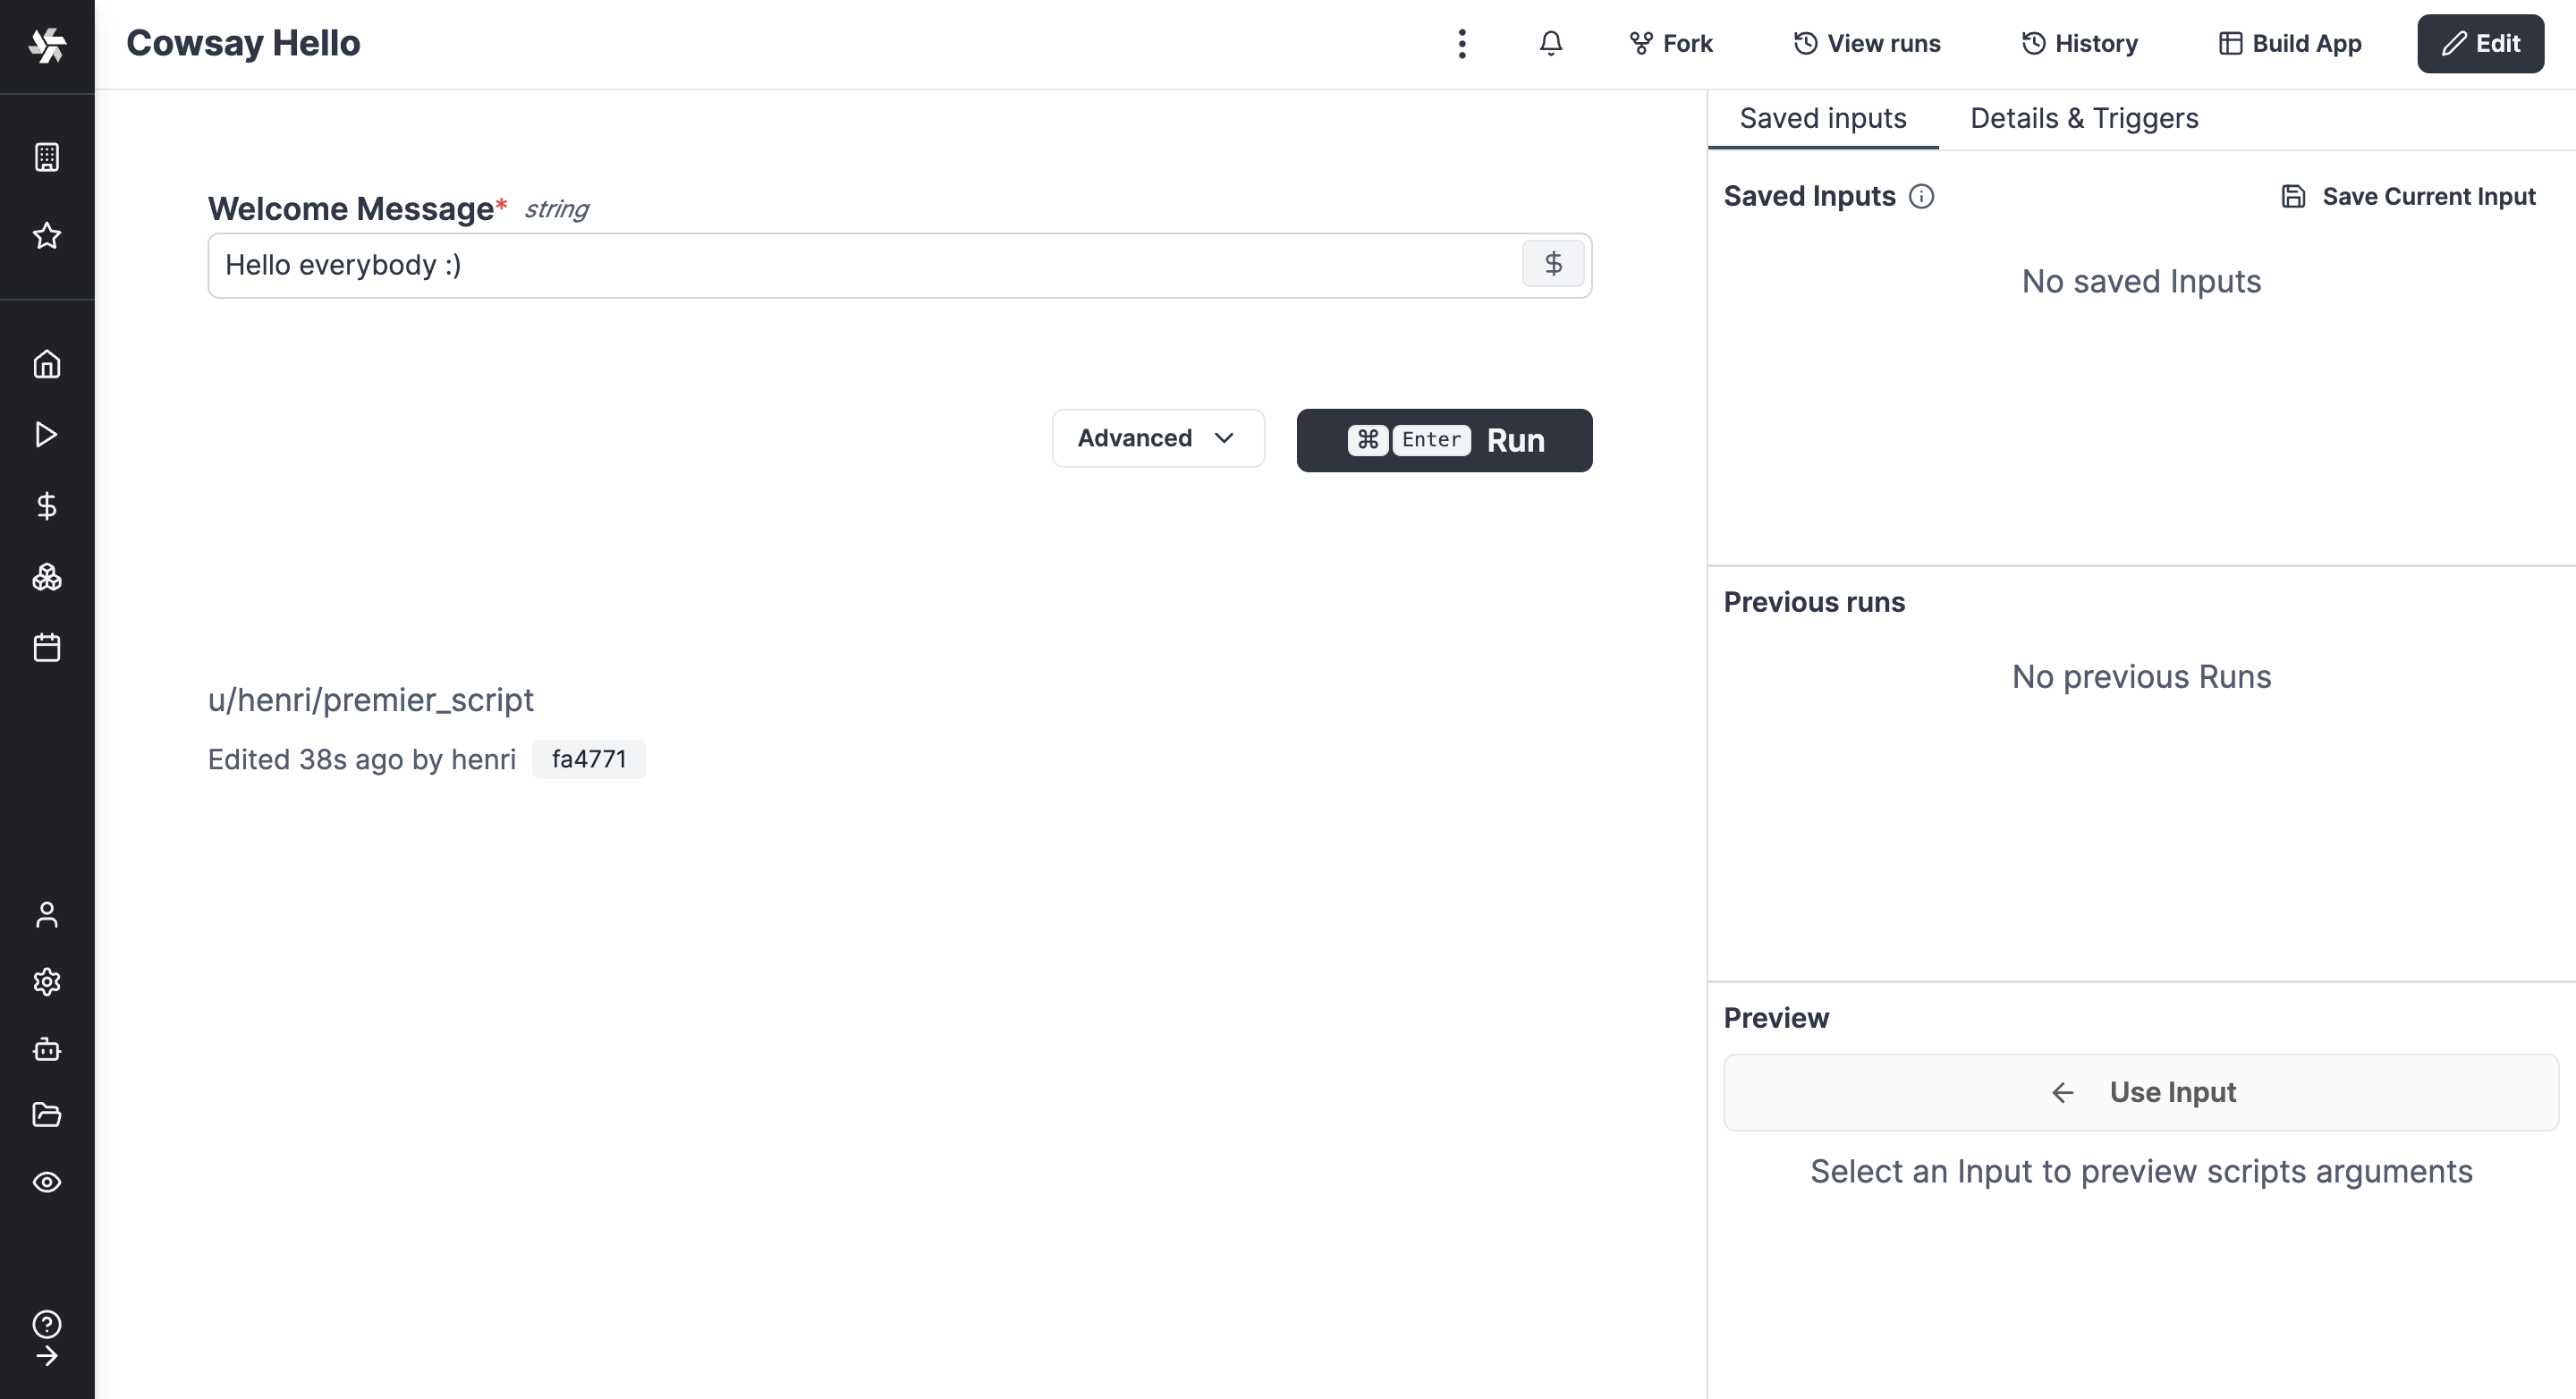 Cowsay Hello
Fork
View runs
History
Build App
Edit
Welcome Message* string
Hello everybody :)
$
Advanced
⌘ Enter Run
u/henri/premier_script
Edited 38s ago by henri fa4771
Saved inputs
Details & Triggers
Saved Inputs
Save Current Input
No saved Inputs
Previous runs
No previous Runs
Preview
Use Input
Select an Input to preview scripts arguments